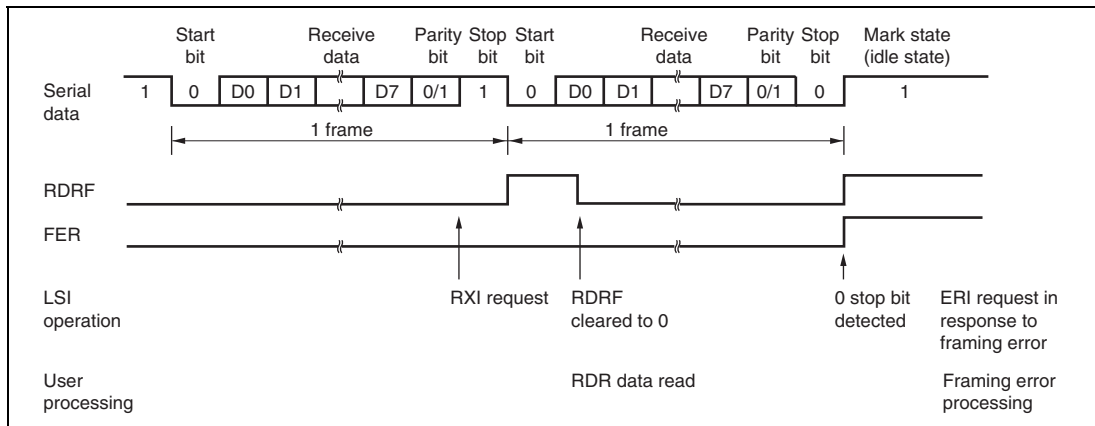 Start bit Receive data Parity bit Stop bit Start bit Receive data Parity bit Stop bit Mark state (idle state)
Serial data 1 0 D0 D1 D7 0/1 1 0 D0 D1 D7 0/1 0 1
1 frame 1 frame
RDRF
FER
LSI operation RXI request RDRF cleared to 0 0 stop bit detected ERI request in response to framing error
User processing RDR data read Framing error processing